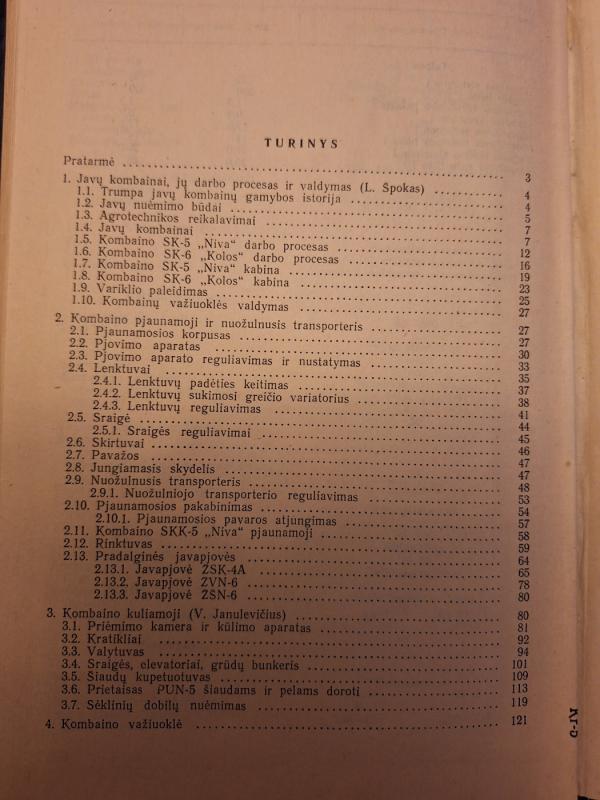 TURINYS
Pratarmė . . . 3
1. Javų kombainai, jų darbo procesas ir valdymas (L. Špokas) . . . 4
1.1. Trumpa javų kombainų gamybos istorija . . . 4
1.2. Javų nuėmimo būdai . . . 5
1.3. Agrotechnikos reikalavimai . . . 7
1.4. Javų kombainai . . . 7
1.5. Kombaino SK-5 „Niva“ darbo procesas . . . 12
1.6. Kombaino SK-6 „Kolos“ darbo procesas . . . 16
1.7. Kombaino SK-5 „Niva“ kabina . . . 19
1.8. Kombaino SK-6 „Kolos“ kabina . . . 23
1.9. Variklio paleidimas . . . 25
1.10. Kombainų važiuoklės valdymas . . . 27
2. Kombaino pjaunamoji ir nuožulnusis transporteris . . . 27
2.1. Pjaunamosios korpusas . . . 27
2.2. Pjovimo aparatas . . . 30
2.3. Pjovimo aparato reguliavimas ir nustatymas . . . 33
2.4. Lenktuvai . . . 35
2.4.1. Lenktuvų padėties keitimas . . . 37
2.4.2. Lenktuvų sukimosi greičio variatorius . . . 38
2.4.3. Lenktuvų reguliavimas . . . 41
2.5. Sraigė . . . 44
2.5.1. Sraigės reguliavimai . . . 45
2.6. Skirtuvai . . . 46
2.7. Pavažos . . . 47
2.8. Jungiamasis skydelis . . . 47
2.9. Nuožulnusis transporteris . . . 48
2.9.1. Nuožulniojo transporterio reguliavimas . . . 53
2.10. Pjaunamosios pakabinimas . . . 54
2.10.1. Pjaunamosios pavaros atjungimas . . . 57
2.11. Kombaino SKK-5 „Niva“ pjaunamoji . . . 58
2.12. Rinktuvas . . . 59
2.13. Pradalginės javapjovės . . . 64
2.13.1. Javapjovė ŽSK-4A . . . 65
2.13.2. Javapjovė ŽVN-6 . . . 78
2.13.3. Javapjovė ŽSN-6 . . . 80
3. Kombaino kuliamoji (V. Janulevičius) . . . 80
3.1. Priėmimo kamera ir kūlimo aparatas . . . 81
3.2. Kratikliai . . . 92
3.3. Valytuvas . . . 94
3.4. Sraigės, elevatoriai, grūdų bunkeris . . . 101
3.5. Šiaudų kupetuotuvas . . . 109
3.6. Prietaisas PUN-5 šiaudams ir pelams doroti . . . 113
3.7. Sėklinių dobilų nuėmimas . . . 119
4. Kombaino važiuoklė . . . 121